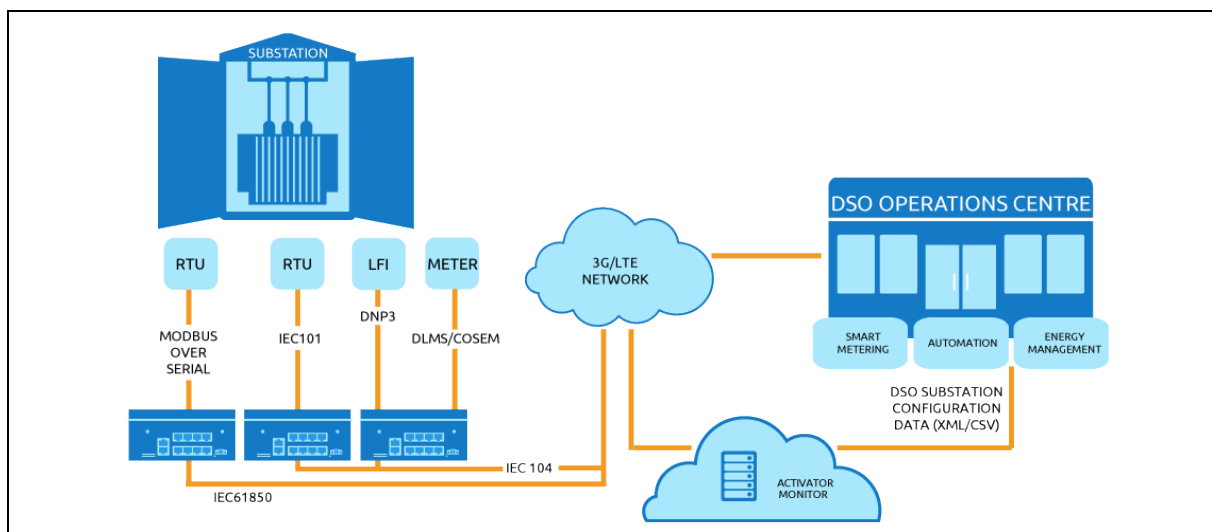 SUBSTATION
DSO OPERATIONS CENTRE
RTU
RTU
LFI
METER
3G/LTE
NETWORK
MODBUS
OVER
SERIAL
IEC101
DNP3
DLMS/COSEM
SMART
METERING
AUTOMATION
ENERGY
MANAGEMENT
DSO SUBSTATION
CONFIGURATION
DATA (XML/CSV)
IEC 104
IEC61850
ACTIVATOR
MONITOR